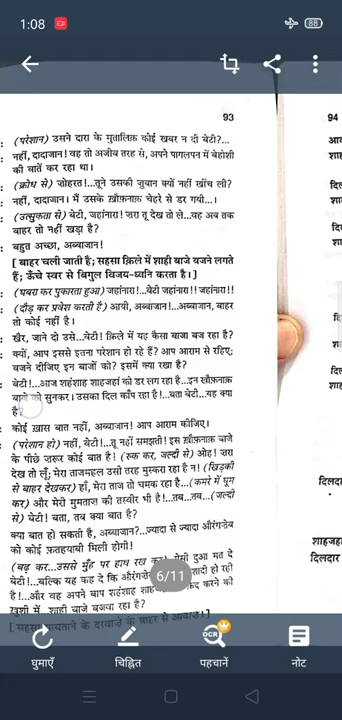 1:08 88
93
94
: (परेशान) उसने दारा के मुतालिक़ कोई खबर न दी बेटी?...
: नहीं, दादाजान! वह तो अजीब तरह से, अपने पागलपन में बेहोशी
की बातें कर रहा था।
: (क्रोध से) ज़ोहरत!...तूने उसकी ज़ुबान क्यों नहीं खींच ली?
: नहीं, दादाजान। मैं उसके ख़ौफ़नाक़ चेहरे से डर गयी...।
: (उत्सुकता से) बेटी, जहांनारा! ज़रा तू देख तो ले...वह अब तक
बाहर तो नहीं खड़ा है?
: बहुत अच्छा, अब्बाजान!
[ बाहर चली जाती है; सहसा क़िले में शाही बाजे बजने लगते
हैं; ऊँचे स्वर से बिगुल विजय-ध्वनि करता है।]
: (घबरा कर पुकारता हुआ) जहांनारा!...बेटी जहांनारा!! जहांनारा!!
: (दौड़ कर प्रवेश करती है) आयी, अब्बाजान!...अब्बाजान, बाहर
तो कोई नहीं है।
: खैर, जाने दो उसे...बेटी! क़िले में यह कैसा बाजा बज रहा है?
: क्यों, आप इससे इतना परेशान हो रहे हैं? आप आराम से रहिए;
बजने दीजिए इन बाजों को? इसमें क्या रखा है?
: बेटी!...आज शहंशाह शाहजहां को डर लग रहा है...इन खौफ़नाक़
बाजे को सुनकर। उसका दिल काँप रहा है!...बता बेटी...यह क्या
है?
: कोई ख़ास बात नहीं, अब्बाजान! आप आराम कीजिए।
: (परेशान हो) नहीं, बेटी!...तू नहीं समझती! इस ख़ौफ़नाक़ बाजे
के पीछे ज़रूर कोई बात है! (रुक कर, जल्दी से) ओह! ज़रा
देख तो लूँ; मेरा ताजमहल उसी तरह मुस्करा रहा है न! (खिड़की
से बाहर देखकर) हाँ, मेरा ताज तो चमक रहा है...(कमरे में घूम
कर) और मेरी मुमताज़ की तस्वीर भी है!...तब...तब...(जल्दी
से) बेटी! बता, तब क्या बात है?
क्या बात हो सकती है, अब्बाजान?...ज्यादा से ज्यादा औरंगज़ेब
को कोई फ़तहयाबी मिली होगी!
(बढ़ कर...उससे मुँह पर हाथ रख कर) ऐसी दुआ मत दे
बेटी!...बल्कि यह कह दे कि औरंगज़ेब शादी हो रही
है!...और वह अपने बाप शहंशाह क़ैद करने की
ख़ुशी में...शाही बाजे बजवा रहा है?
6/11
दिलदार
घुमाएँ चिह्नित OCR पहचानें नोट